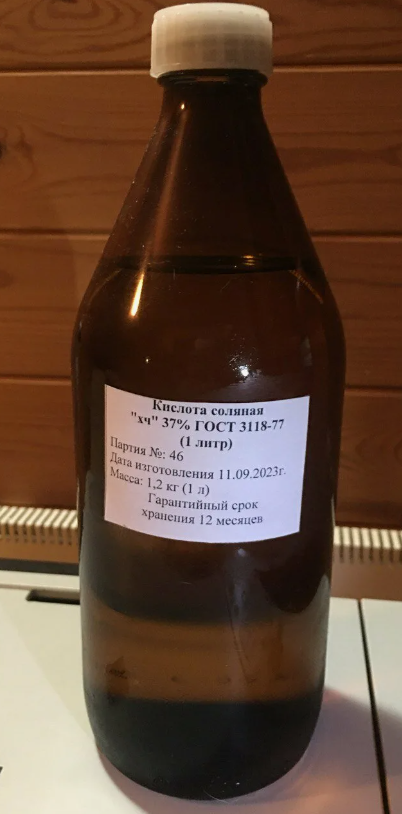 Кислота соляная
"хч" 37% ГОСТ 3118-77
(1 литр)
Партия №: 46
Дата изготовления 11.09.2023г.
Масса: 1,2 кг (1 л)
Гарантийный срок
хранения 12 месяцев